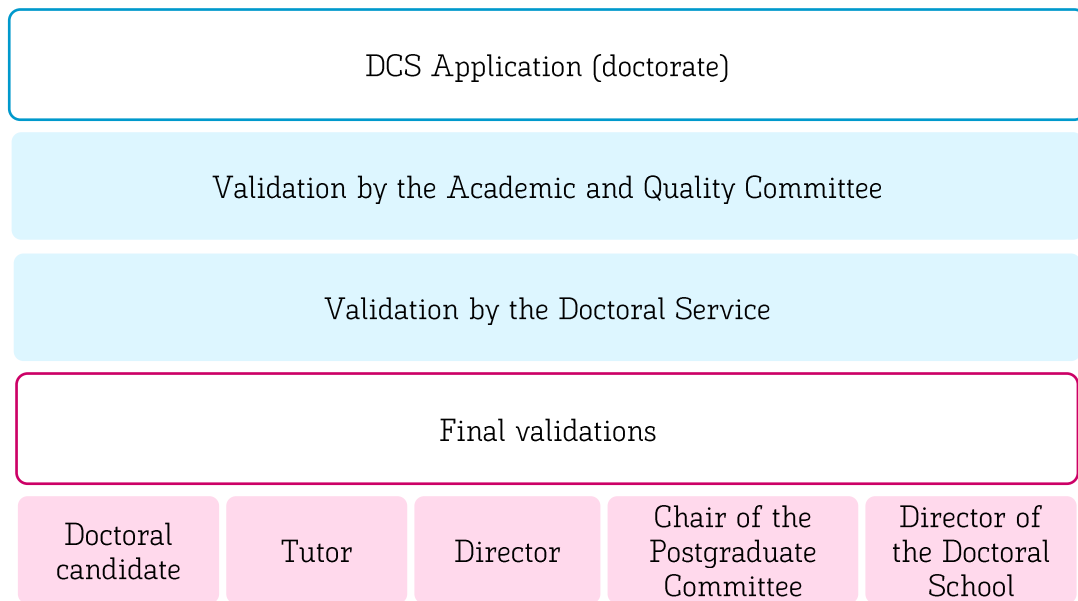 DCS Application (doctorate)
Validation by the Academic and Quality Committee
Validation by the Doctoral Service
Final validations
Doctoral
candidate
Tutor
Director
Chair of the
Postgraduate
Committee
Director of
the Doctoral
School